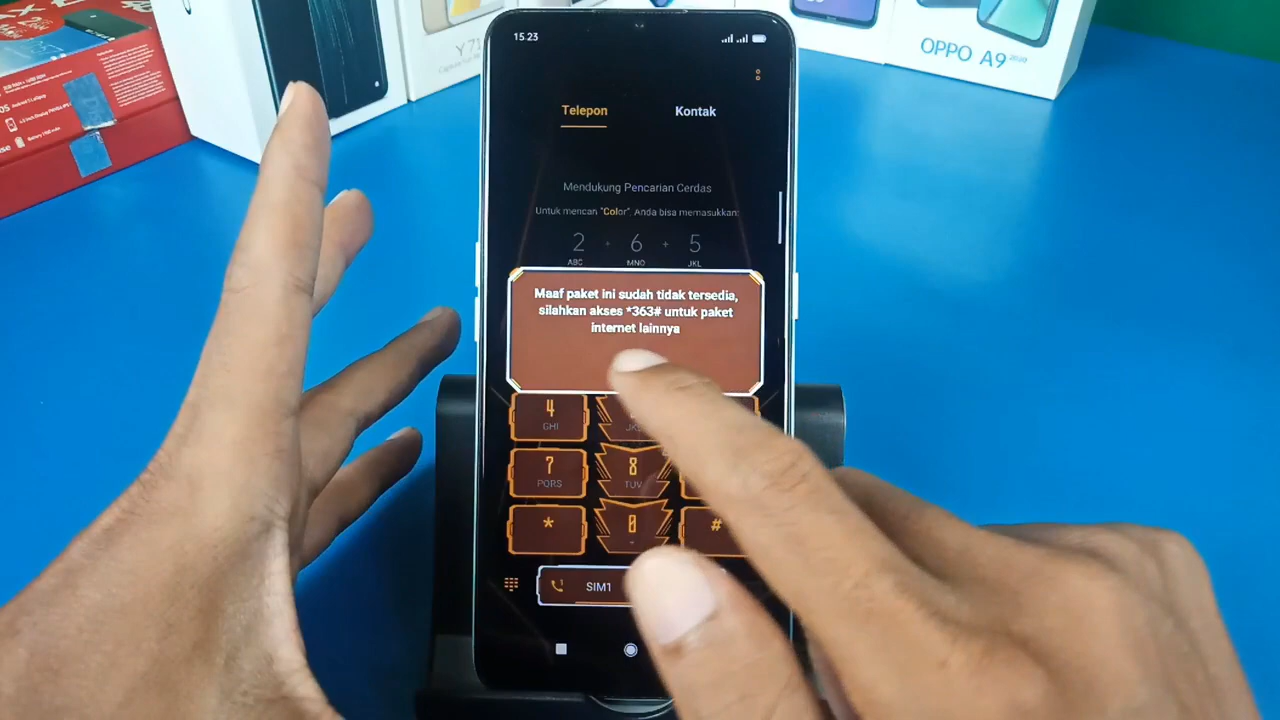 15.23
Telepon
Kontak
Mendukung Pencarian Cerdas
Untuk mencari "Color". Anda bisa memasukkan:
2 + 6 + 5
ABC MNO JKL
Maaf paket ini sudah tidak tersedia,
silahkan akses *363# untuk paket
internet lainnya
4
GHI
7 8
PQRS TUV
* 0 #
SIM1
Y71
OPPO A9 2020